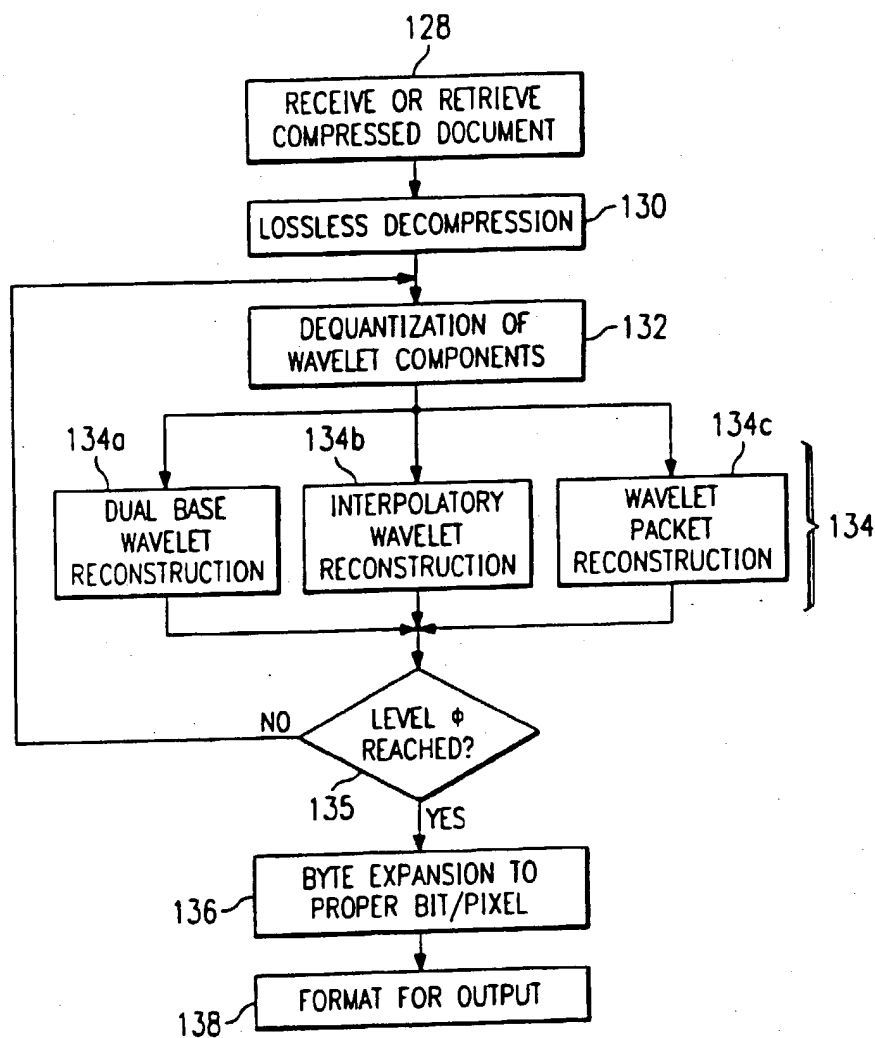 128
RECEIVE OR RETRIEVE
COMPRESSED DOCUMENT
LOSSLESS DECOMPRESSION
130
DEQUANTIZATION OF
WAVELET COMPONENTS
132
134a
134b
134c
DUAL BASE
WAVELET
RECONSTRUCTION
INTERPOLATORY
WAVELET
RECONSTRUCTION
WAVELET
PACKET
RECONSTRUCTION
134
NO
LEVEL ϕ
REACHED?
135
YES
BYTE EXPANSION TO
PROPER BIT/PIXEL
136
FORMAT FOR OUTPUT
138